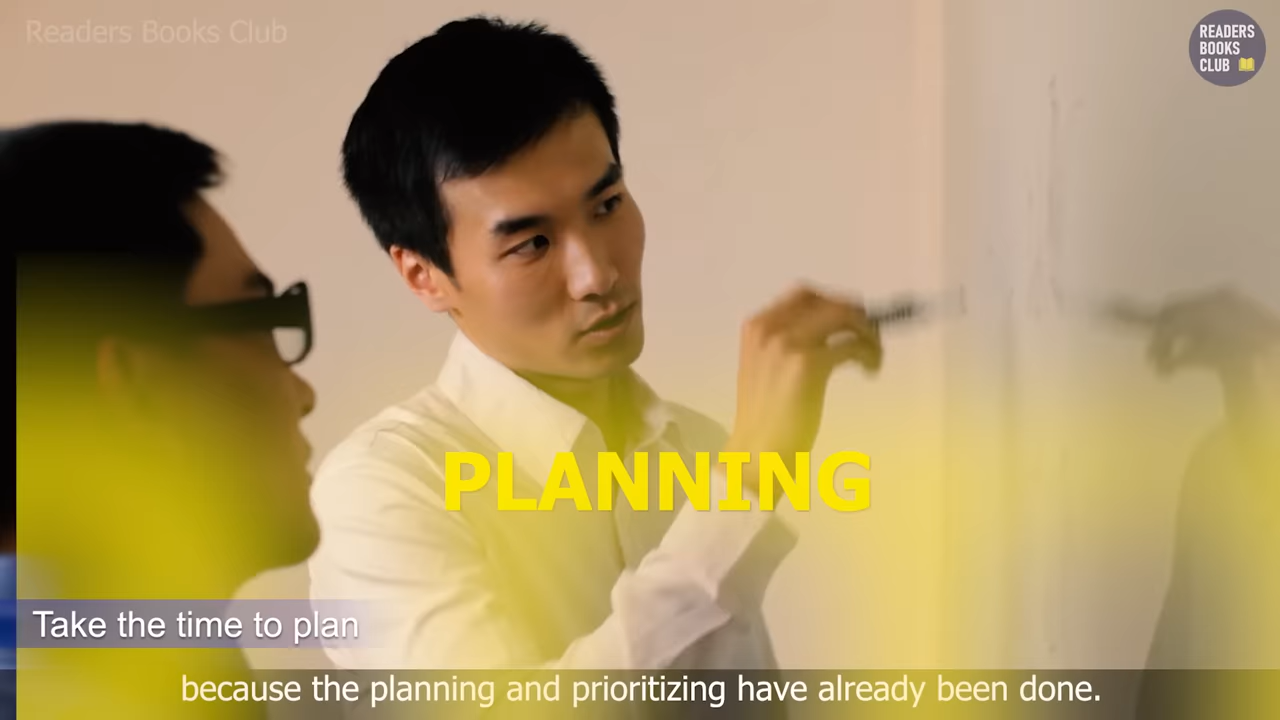 Readers Books Club
READERS
BOOKS
CLUB
PLANNING
Take the time to plan
because the planning and prioritizing have already been done.